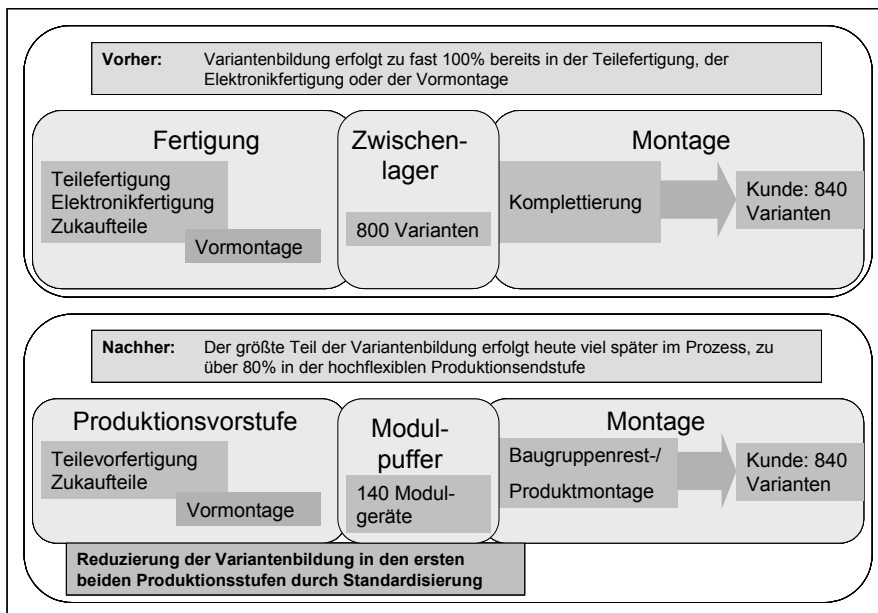 Vorher: Variantenbildung erfolgt zu fast 100% bereits in der Teilefertigung, der
Elektronikfertigung oder der Vormontage
Fertigung
Teilefertigung
Elektronikfertigung
Zukaufteile
Vormontage
Zwischen-
lager
800 Varianten
Montage
Komplettierung
Kunde: 840
Varianten
Nachher: Der größte Teil der Variantenbildung erfolgt heute viel später im Prozess, zu
über 80% in der hochflexiblen Produktionsendstufe
Produktionsvorstufe
Teilevorfertigung
Zukaufteile
Vormontage
Modul-
puffer
140 Modul-
geräte
Montage
Baugruppenrest-/
Produktmontage
Kunde: 840
Varianten
Reduzierung der Variantenbildung in den ersten
beiden Produktionsstufen durch Standardisierung